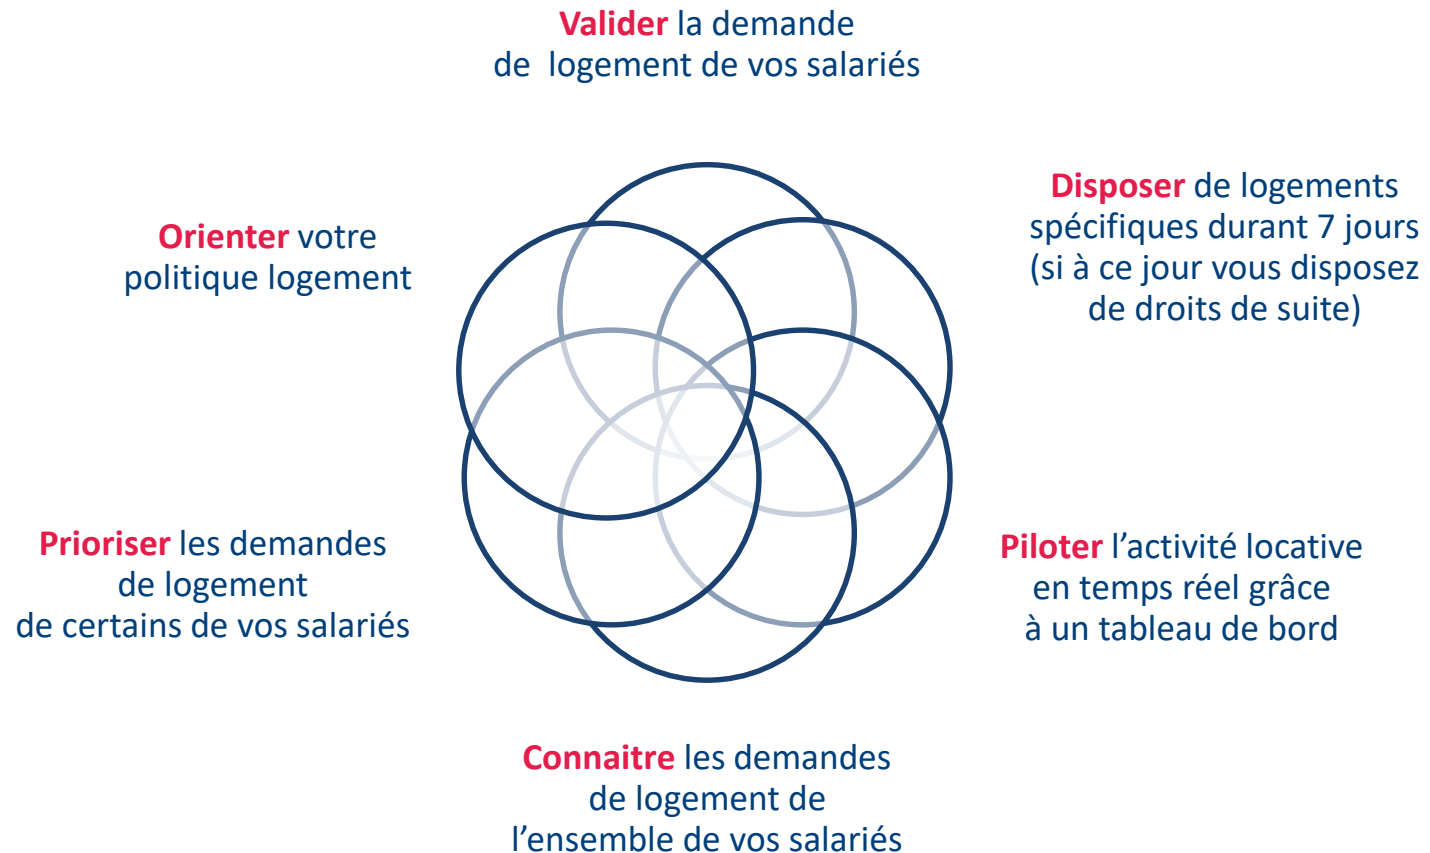 Valider la demande
de  logement de vos salariés
Disposer de logements
spécifiques durant 7 jours
(si à ce jour vous disposez
de droits de suite)
Orienter votre
politique logement
Prioriser les demandes
de logement
de certains de vos salariés
Piloter l’activité locative
en temps réel grâce
à un tableau de bord
Connaitre les demandes
de logement de
l’ensemble de vos salariés